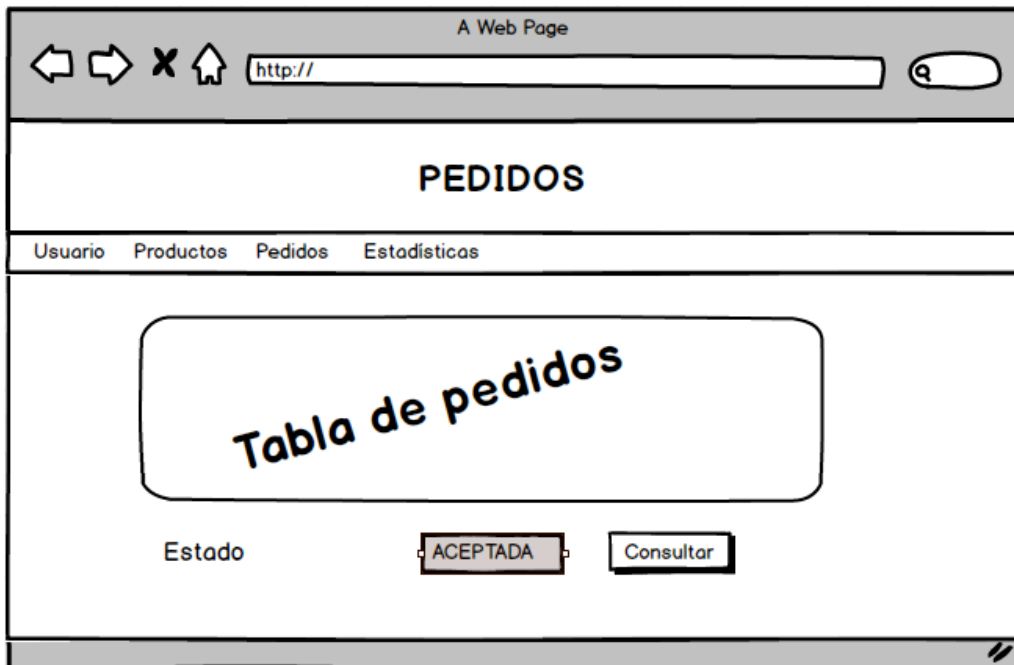 A Web Page
http://
PEDIDOS
Usuario Productos Pedidos Estadísticas
Tabla de pedidos
Estado ACEPTADA Consultar